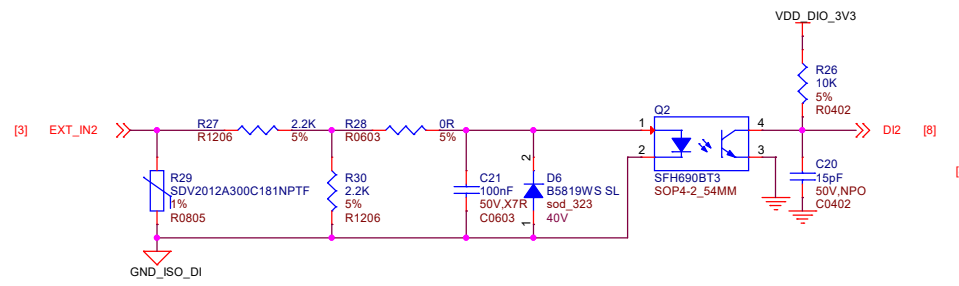 VDD_DIO_3V3
R26
10K
5%
R0402
[3] EXT_IN2
R27
R1206
2.2K
5%
R28
R0603
0R
5%
Q2
1
2
4
3
SFH690BT3
SOP4-2_54MM
DI2 [8]
R29
SDV2012A300C181NPTF
1%
R0805
R30
2.2K
5%
R1206
C21
100nF
50V,X7R
C0603
2
D6
B5819WS SL
sod_323
40V
1
C20
15pF
50V,NPO
C0402
[
GND_ISO_DI